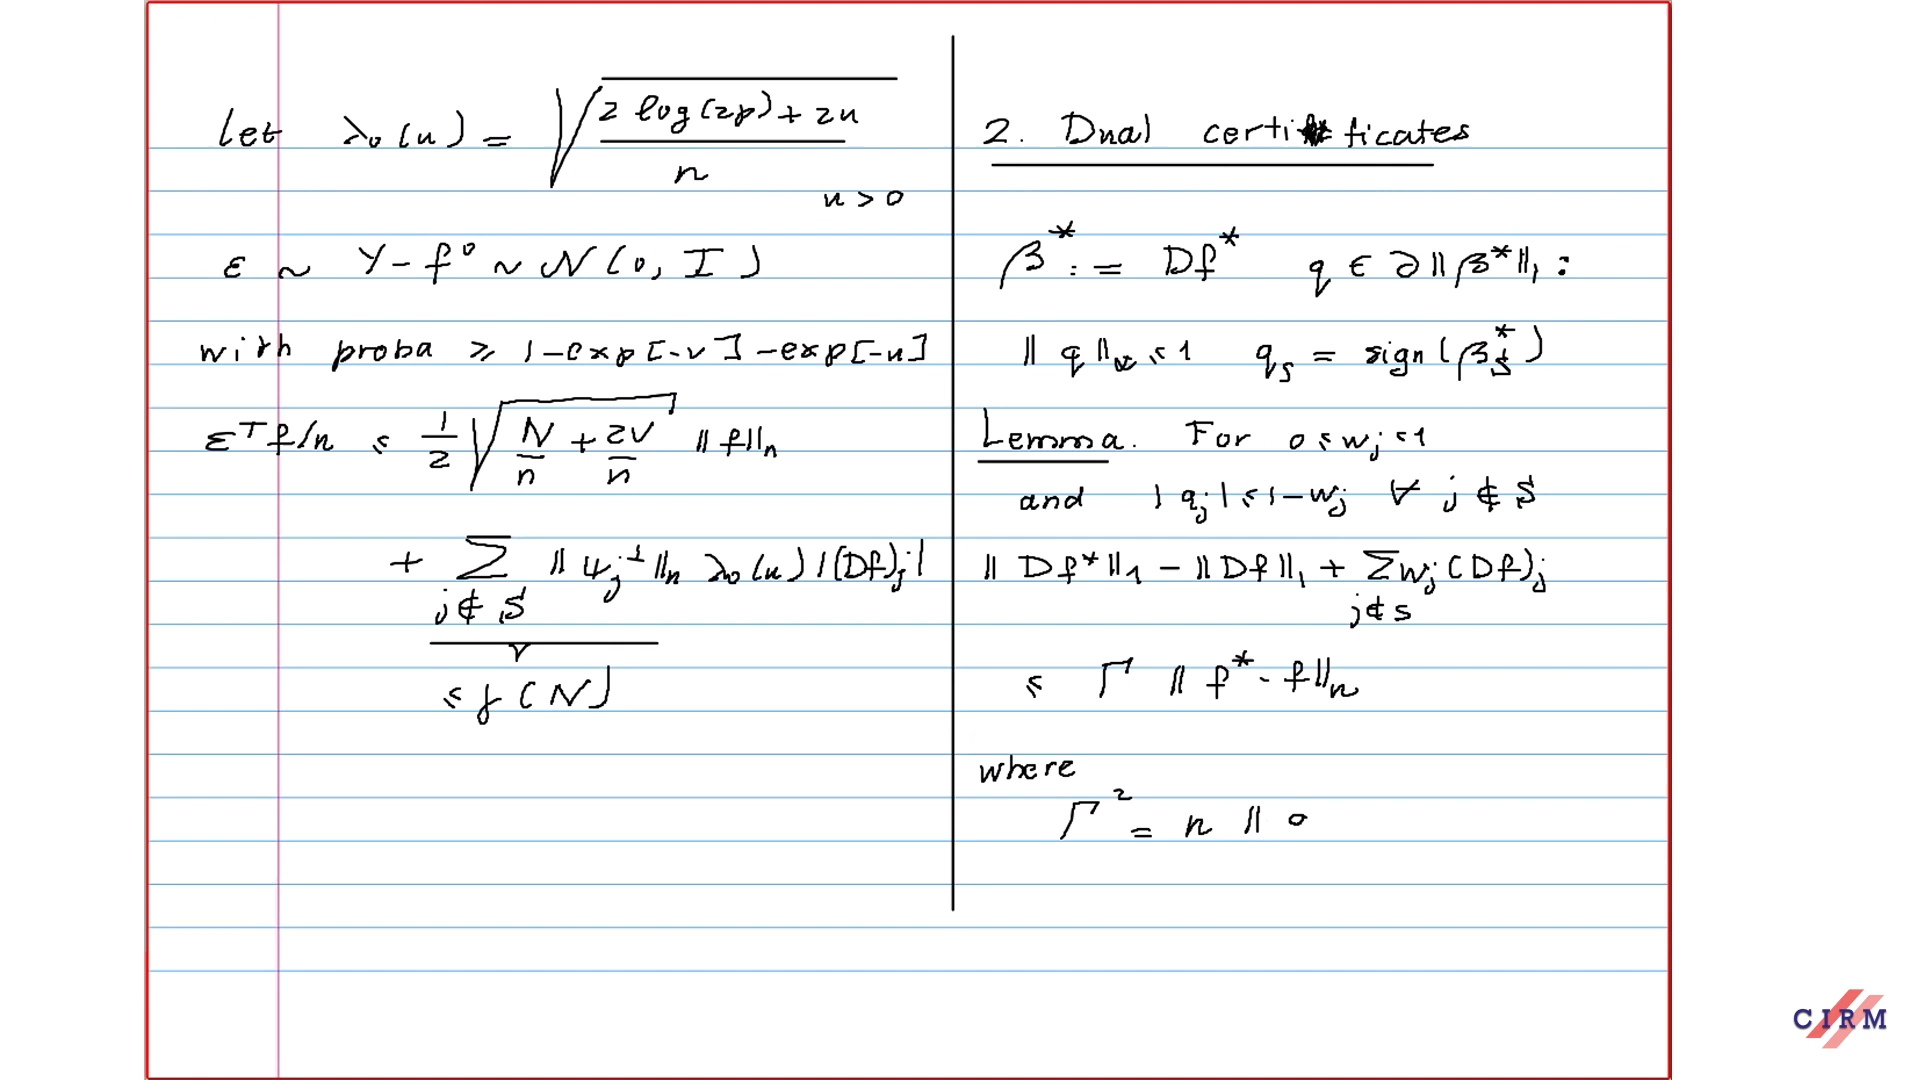 let λ₀(u) = √((2 log(2p) + 2u) / n)
u > 0
ε ~ Y - f⁰ ~ N(0, I)
with proba ≥ 1 - exp[-v] - exp[-u]
εᵀf/n ≤ 1/2 √(N/n + 2v/n) ‖f‖ₙ
+ Σ_{j∉S} ‖ψⱼ^⊥‖ₙ λ₀(u) |(Df)ⱼ|
≤ γ(N)
2. Dual certificates
β* := Df* q ∈ ∂‖β*‖₁ :
‖q‖∞ ≤ 1 q_S = sign(β*_S)
Lemma. For 0 ≤ wⱼ ≤ 1
and |qⱼ| ≤ 1 - wⱼ ∀ j ∉ S
‖Df*‖₁ - ‖Df‖₁ + Σ_{j∉S} wⱼ(Df)ⱼ
≤ Γ ‖f* - f‖ₙ
where
Γ² = n ‖
CIRM